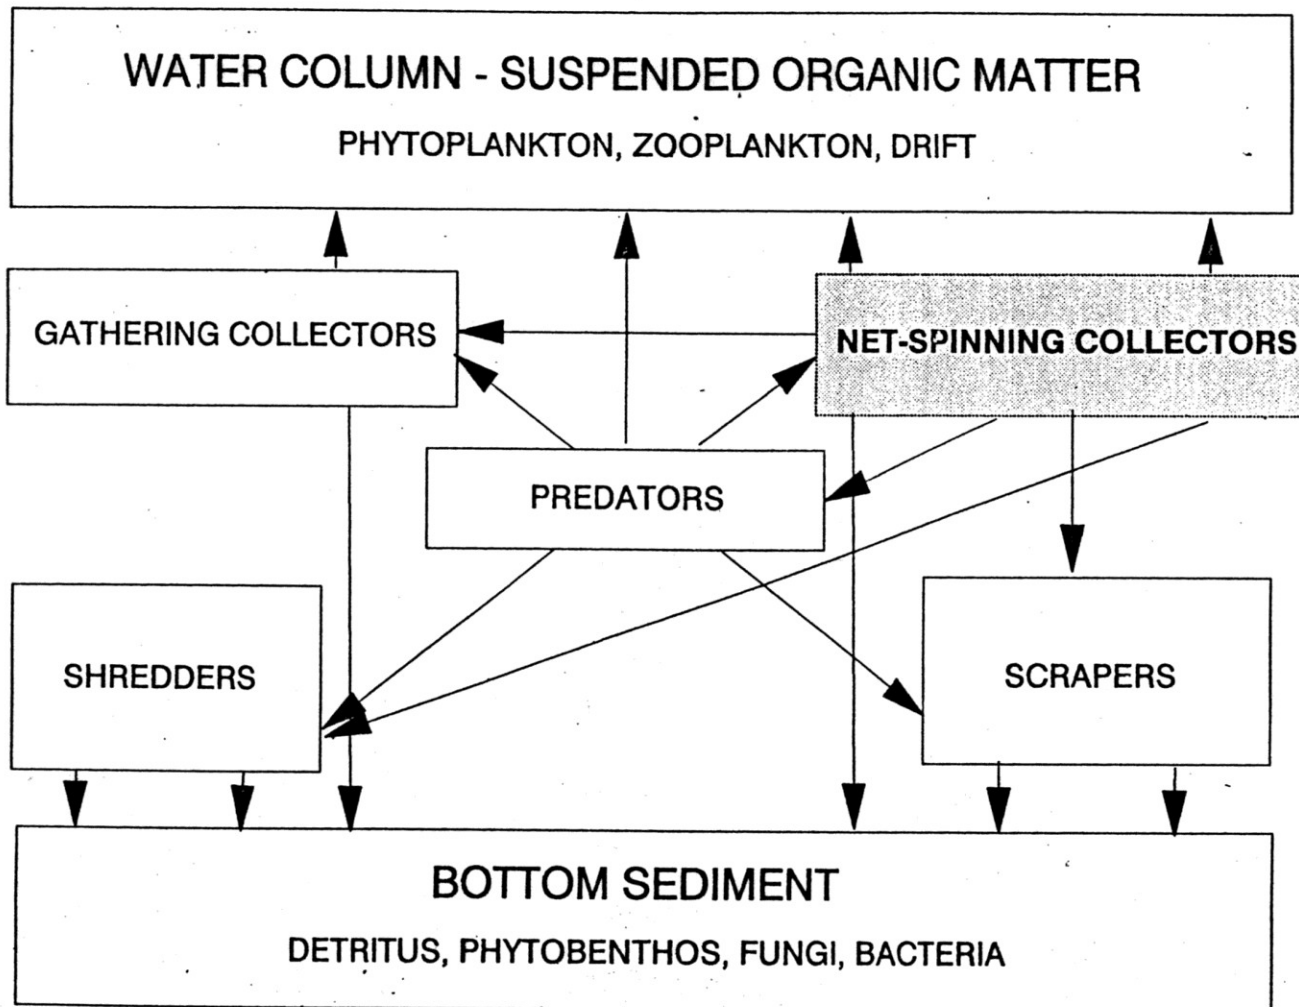 WATER COLUMN - SUSPENDED ORGANIC MATTER
PHYTOPLANKTON, ZOOPLANKTON, DRIFT
GATHERING COLLECTORS
NET-SPINNING COLLECTORS
PREDATORS
SHREDDERS
SCRAPERS
BOTTOM SEDIMENT
DETRITUS, PHYTOBENTHOS, FUNGI, BACTERIA